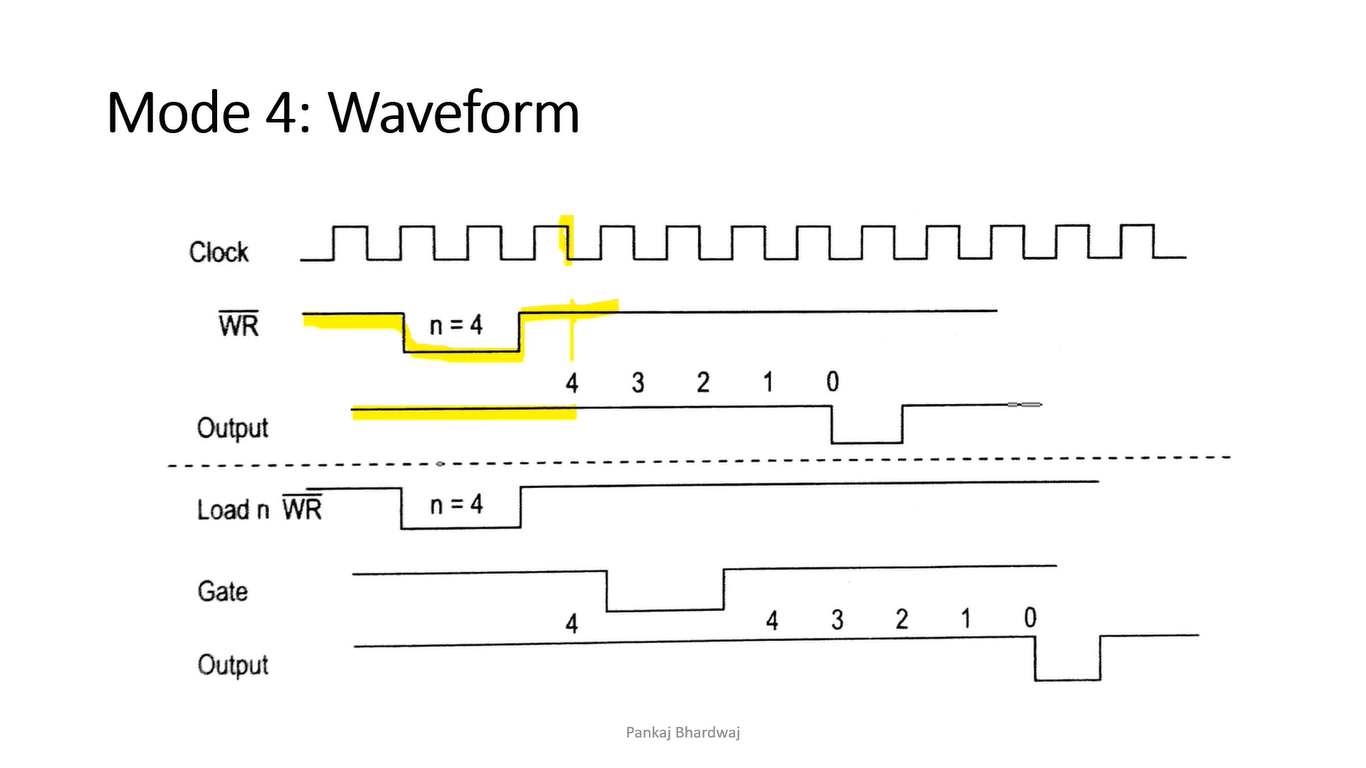 Mode 4: Waveform
Clock
WR n = 4
4 3 2 1 0
Output
Load n WR n = 4
Gate
4 4 3 2 1 0
Output
Pankaj Bhardwaj